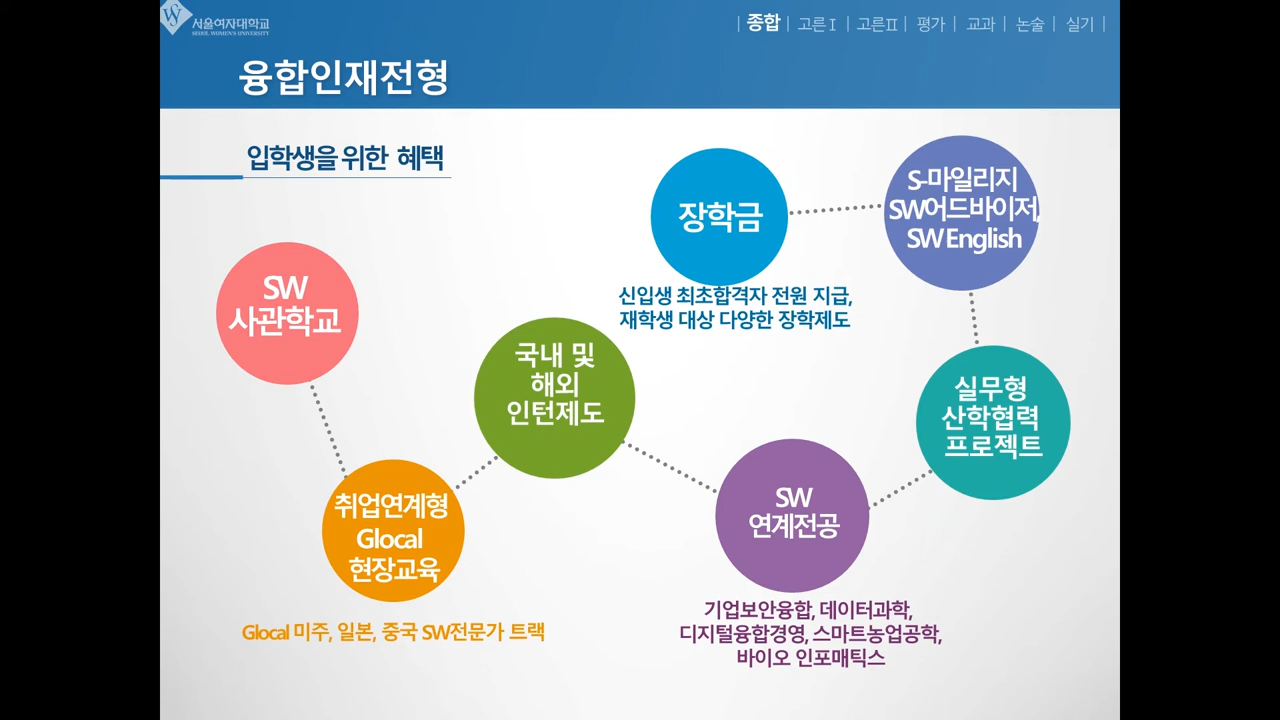 서울여자대학교
SEOUL WOMEN'S UNIVERSITY
| 종합 | 고른Ⅰ | 고른Ⅱ | 평가 | 교과 | 논술 | 실기 |
융합인재전형
입학생을 위한 혜택
SW
사관학교
취업연계형
Glocal
현장교육
Glocal 미주, 일본, 중국 SW전문가 트랙
국내 및
해외
인턴제도
SW
연계전공
기업보안융합, 데이터과학,
디지털융합경영, 스마트농업공학,
바이오 인포매틱스
실무형
산학협력
프로젝트
S-마일리지
SW어드바이저,
SW English
장학금
신입생 최초합격자 전원 지급,
재학생 대상 다양한 장학제도